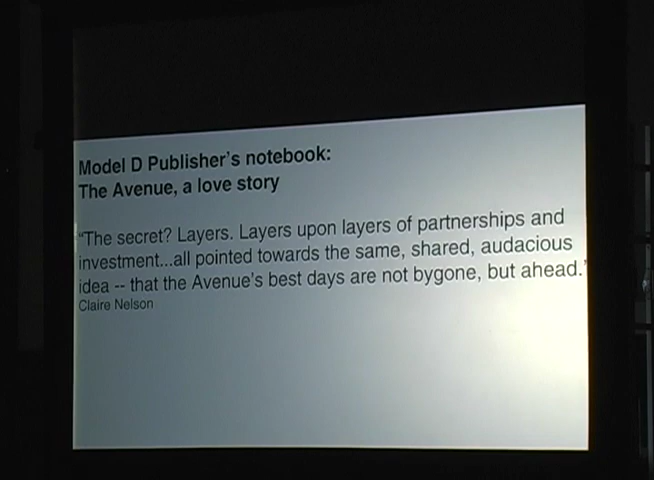 Model D Publisher's notebook:
The Avenue, a love story
“The secret? Layers. Layers upon layers of partnerships and
investment...all pointed towards the same, shared, audacious
idea -- that the Avenue's best days are not bygone, but ahead.”
Claire Nelson